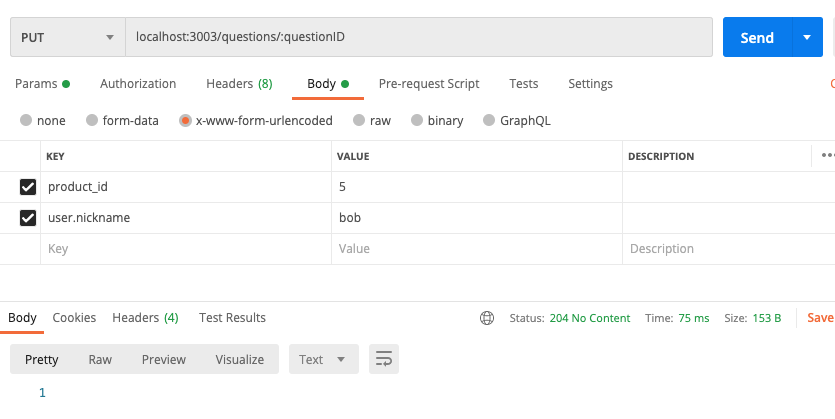 PUT localhost:3003/questions/:questionID Send
Params Authorization Headers (8) Body Pre-request Script Tests Settings
none form-data x-www-form-urlencoded raw binary GraphQL
KEY VALUE DESCRIPTION
product_id 5
user.nickname bob
Key Value Description
Body Cookies Headers (4) Test Results Status: 204 No Content Time: 75 ms Size: 153 B Save
Pretty Raw Preview Visualize Text
1